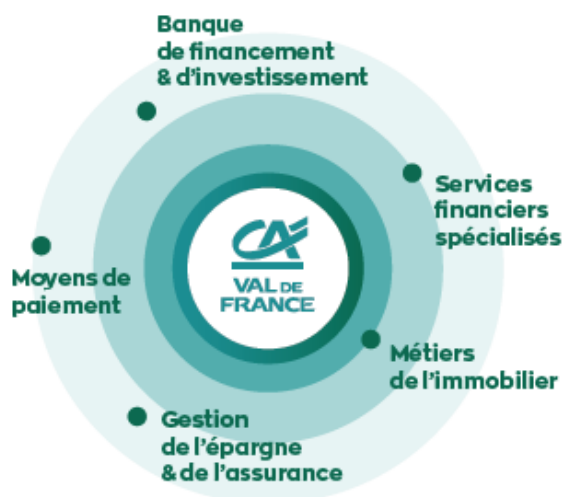 Banque
de financement
& d'investissement
Services
financiers
spécialisés
CA
VAL DE
FRANCE
Moyens de
paiement
Métiers
de l'immobilier
Gestion
de l'épargne
& de l'assurance